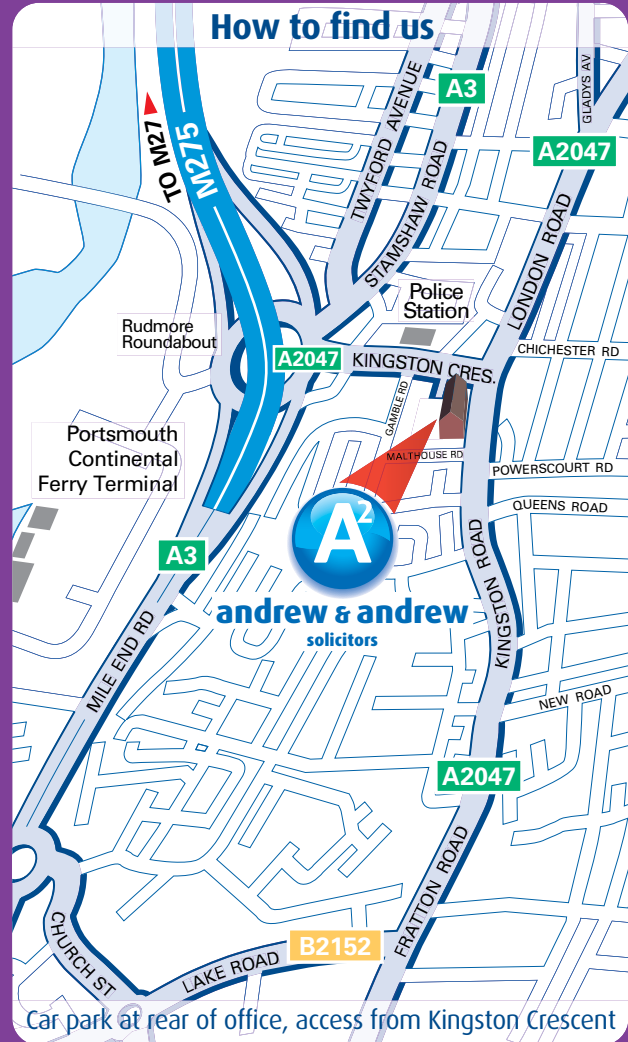 How to find us
GLADYS AV
A3
TWYFORD AVENUE
A2047
TO M27
M275
STAMSHAW ROAD
LONDON ROAD
Police
Station
Rudmore
Roundabout
A2047
KINGSTON CRES.
CHICHESTER RD
GAMBLE RD
Portsmouth
Continental
Ferry Terminal
MALTHOUSE RD
POWERSCOURT RD
QUEENS ROAD
A2
A3
KINGSTON ROAD
andrew & andrew
solicitors
MILE END RD
NEW ROAD
A2047
FRATTON ROAD
CHURCH ST
LAKE ROAD
B2152
Car park at rear of office, access from Kingston Crescent